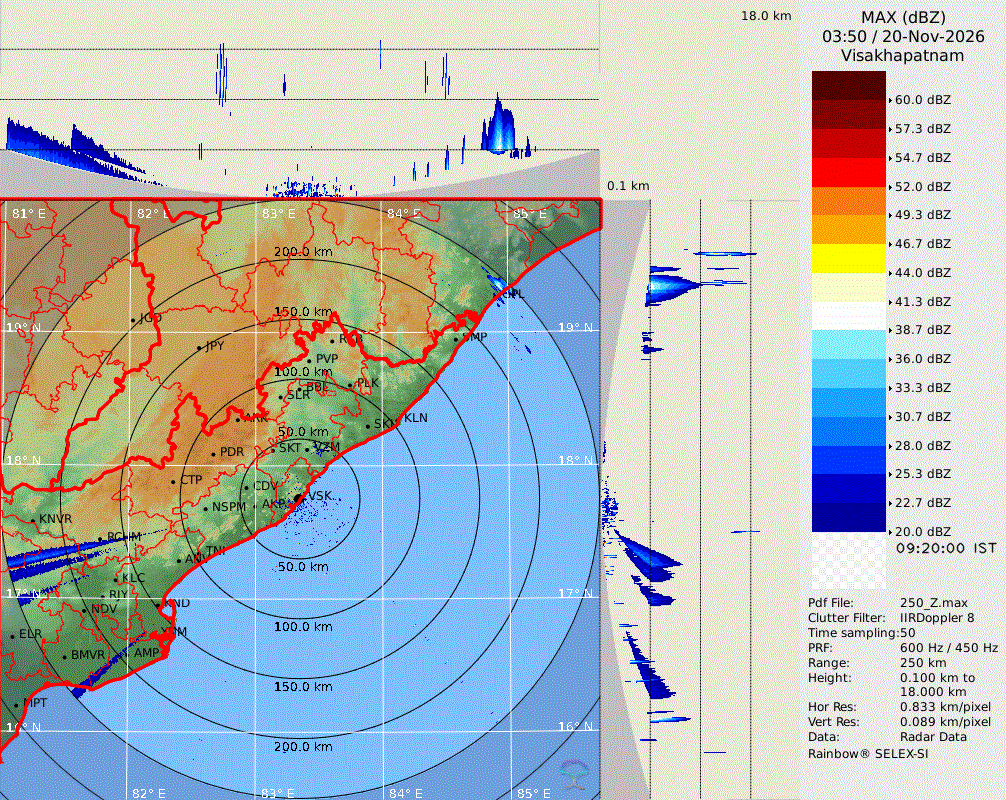 18.0 km
MAX (dBZ)
03:50 / 20-Nov-2026
Visakhapatnam
60.0 dBZ
57.3 dBZ
54.7 dBZ
52.0 dBZ
49.3 dBZ
46.7 dBZ
44.0 dBZ
41.3 dBZ
38.7 dBZ
36.0 dBZ
33.3 dBZ
30.7 dBZ
28.0 dBZ
25.3 dBZ
22.7 dBZ
20.0 dBZ
09:20:00 IST
Pdf File: 250_Z.max
Clutter Filter: IIRDoppler 8
Time sampling:50
PRF: 600 Hz / 450 Hz
Range: 250 km
Height: 0.100 km to
18.000 km
Hor Res: 0.833 km/pixel
Vert Res: 0.089 km/pixel
Data: Radar Data
Rainbow® SELEX-SI
0.1 km
81° E 82° E 83° E 84° E 85° E
200.0 km
150.0 km
JGD
19° N 19° N
JPY
PVP
100.0 km
BBL PLK
SLR
KLN
50.0 km
SKT VZM
PDR
18° N 18° N
CTP
CDV
VSK
NSPM AKP
KNVR
TNI
50.0 km
KLC
RJY
17° N
NDV KND
100.0 km
ELR
AMP
BMVR
150.0 km
MPT
16° N 16° N
200.0 km
82° E 83° E 84° E 85° E